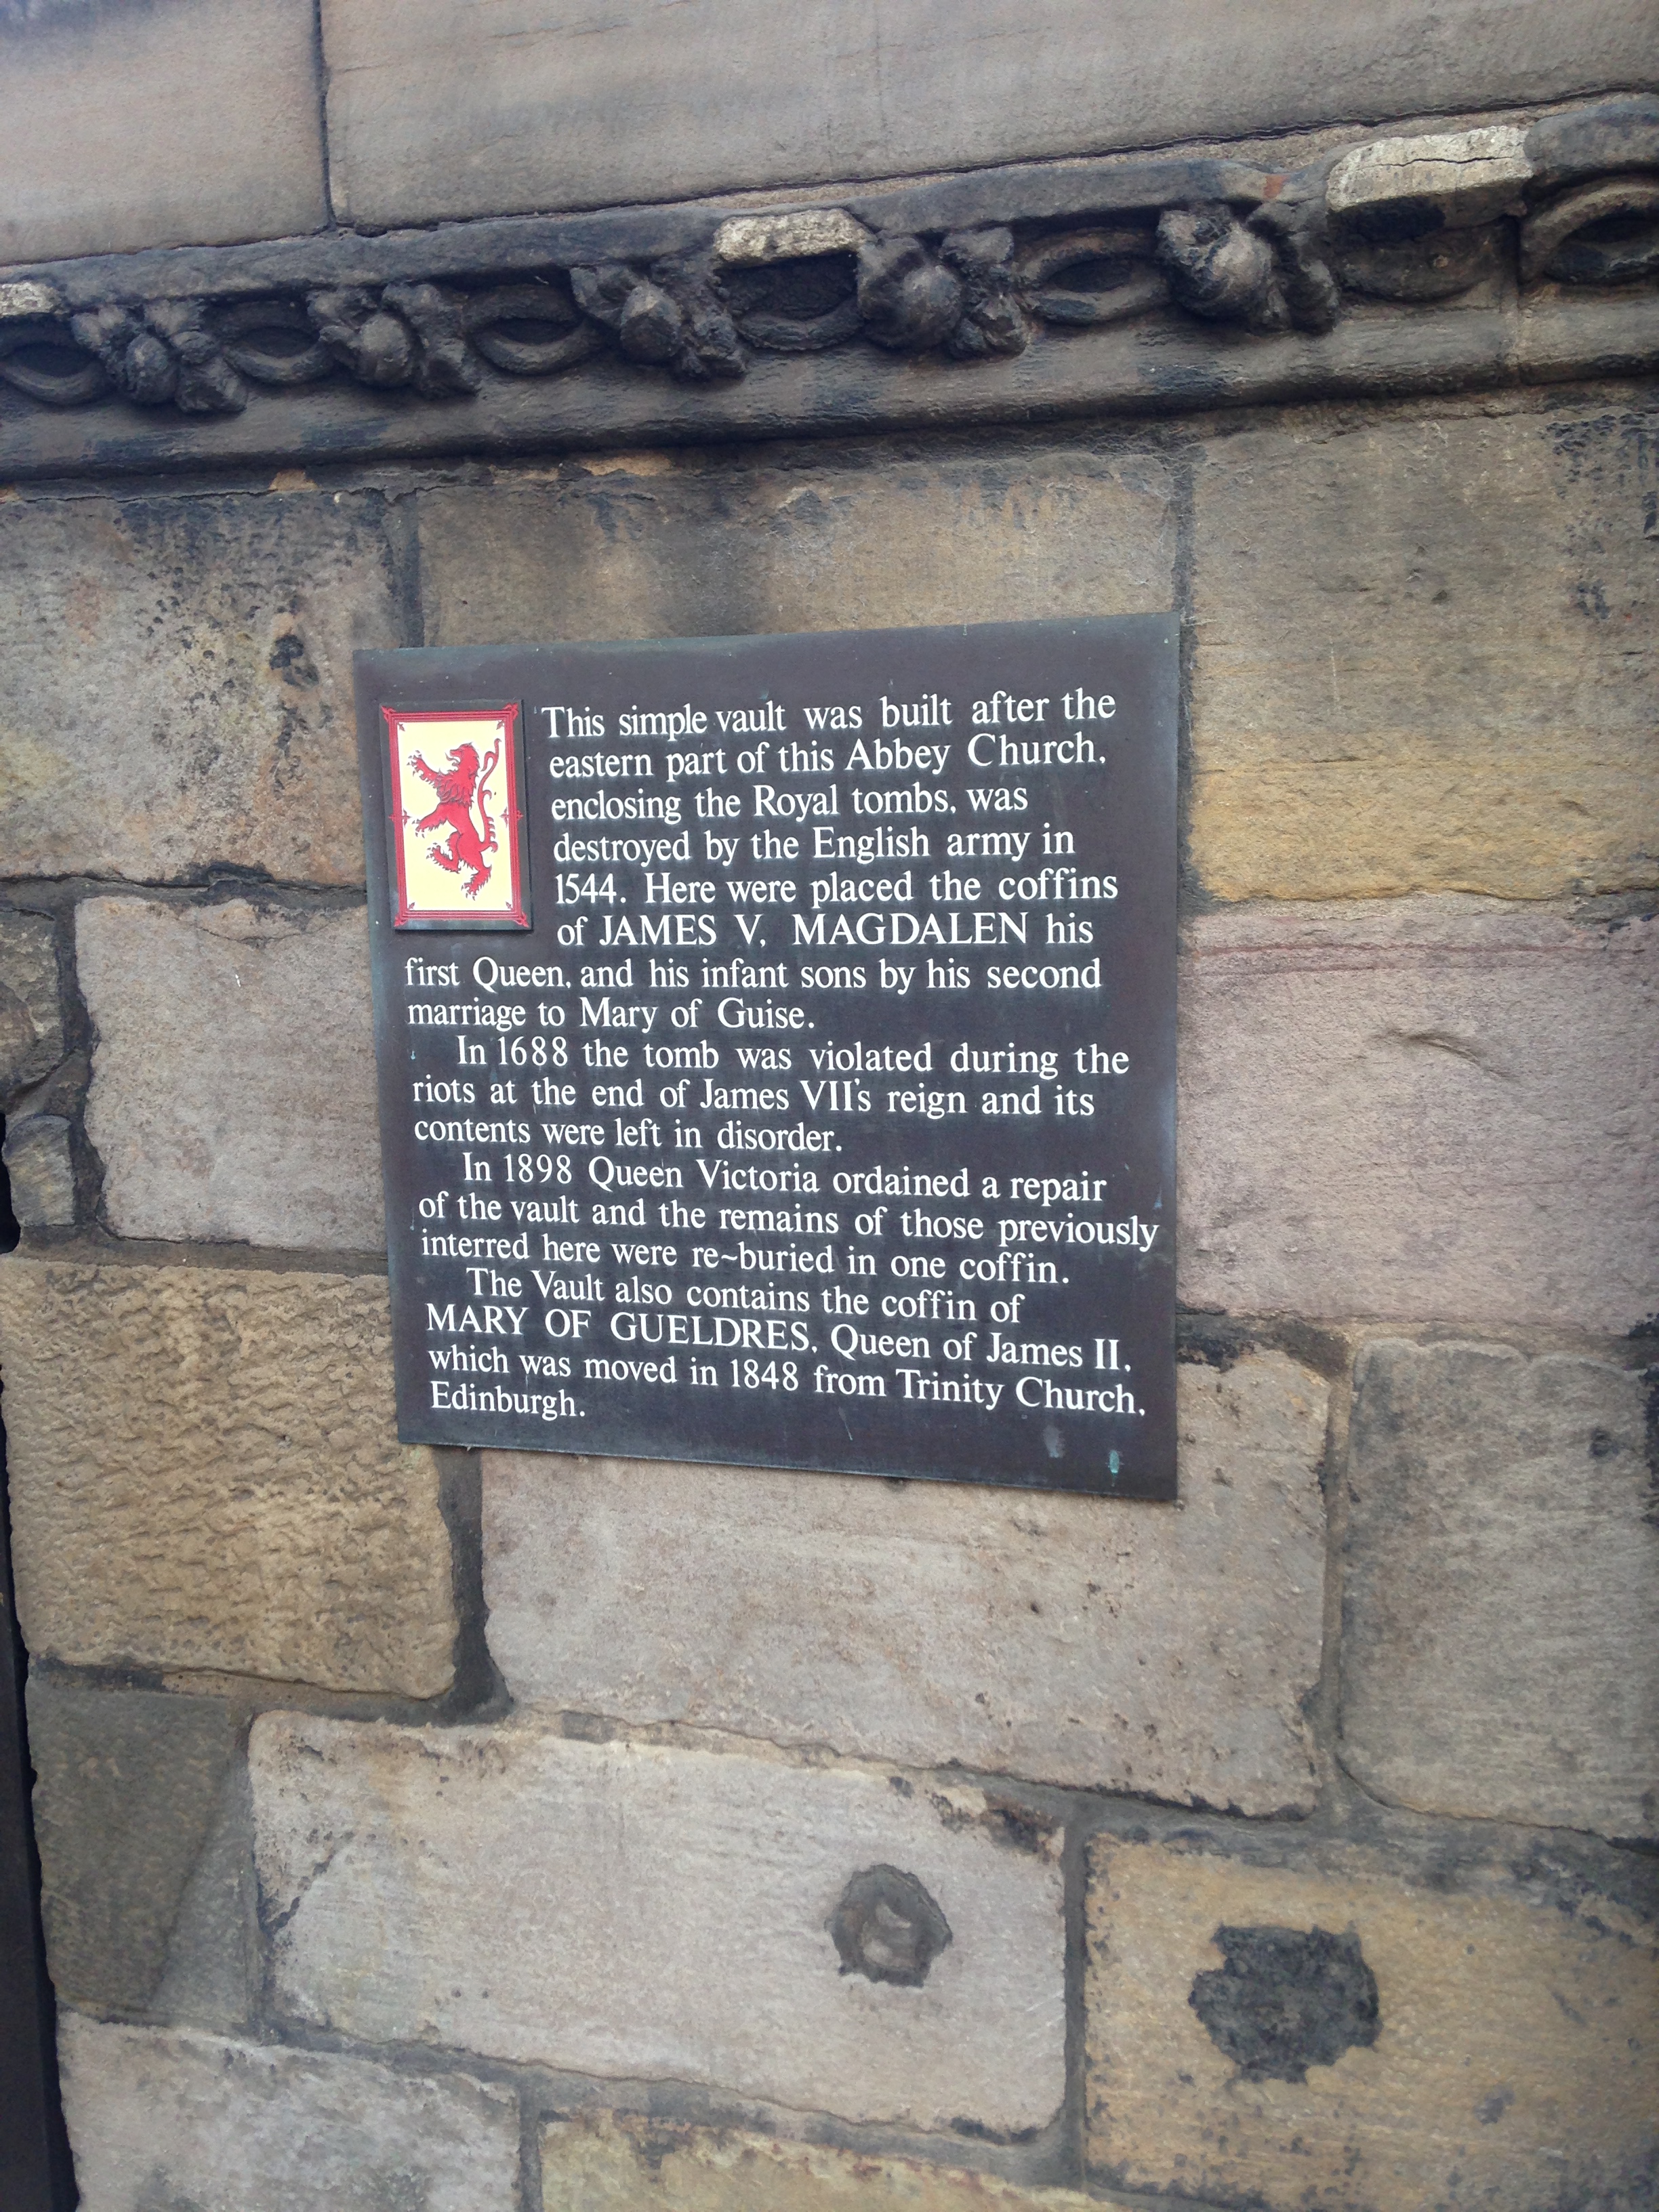 This simple vault was built after the
eastern part of this Abbey Church,
enclosing the Royal tombs, was
destroyed by the English army in
1544. Here were placed the coffins
of JAMES V, MAGDALEN his
first Queen, and his infant sons by his second
marriage to Mary of Guise.
In 1688 the tomb was violated during the
riots at the end of James VII's reign and its
contents were left in disorder.
In 1898 Queen Victoria ordained a repair
of the vault and the remains of those previously
interred here were re~buried in one coffin.
The Vault also contains the coffin of
MARY OF GUELDRES, Queen of James II,
which was moved in 1848 from Trinity Church,
Edinburgh.